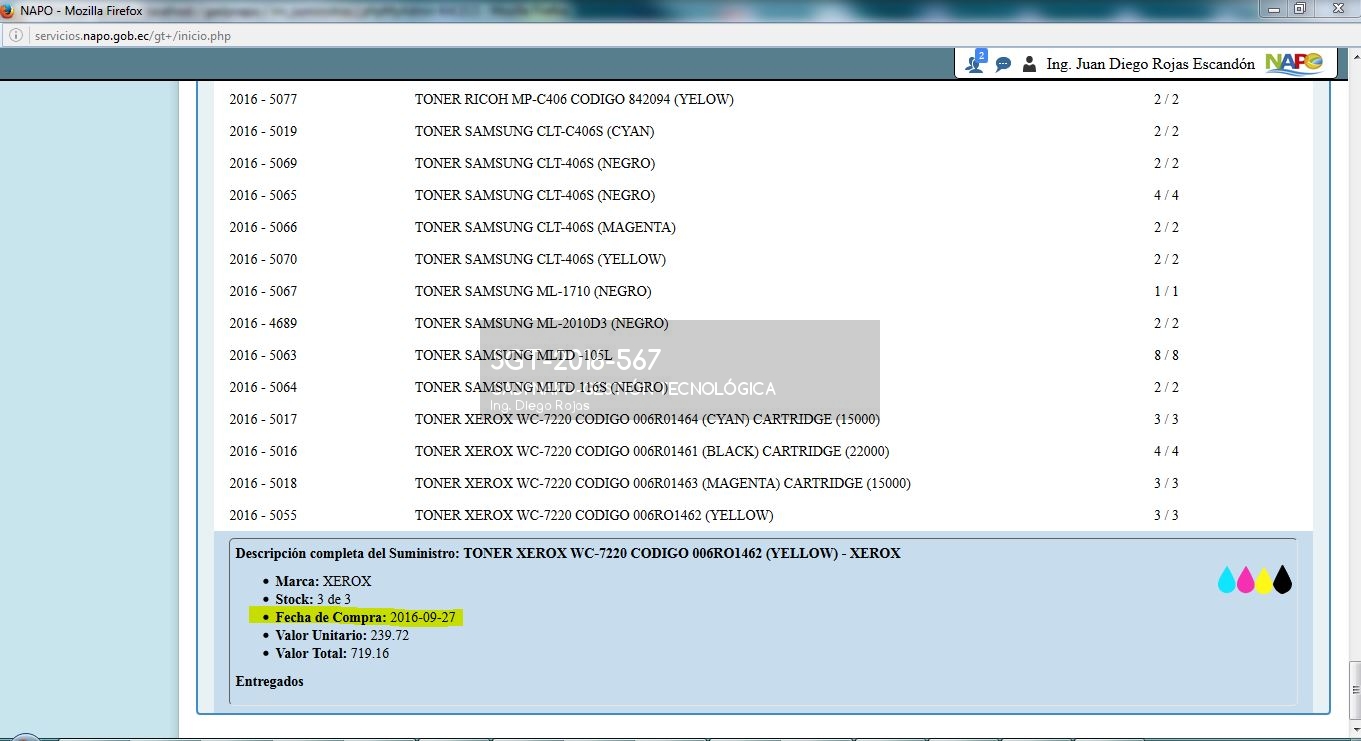 NAPO - Mozilla Firefox
servicios.napo.gob.ec/gt+/inicio.php
2
Ing. Juan Diego Rojas Escandón NAPO
2016 - 5077 TONER RICOH MP-C406 CODIGO 842094 (YELOW) 2 / 2
2016 - 5019 TONER SAMSUNG CLT-C406S (CYAN) 2 / 2
2016 - 5069 TONER SAMSUNG CLT-406S (NEGRO) 2 / 2
2016 - 5065 TONER SAMSUNG CLT-406S (NEGRO) 4 / 4
2016 - 5066 TONER SAMSUNG CLT-406S (MAGENTA) 2 / 2
2016 - 5070 TONER SAMSUNG CLT-406S (YELLOW) 2 / 2
2016 - 5067 TONER SAMSUNG ML-1710 (NEGRO) 1 / 1
2016 - 4689 TONER SAMSUNG ML-2010D3 (NEGRO) 2 / 2
2016 - 5063 TONER SAMSUNG MLTD -105L 8 / 8
JGT-2016-567
2016 - 5064 TONER SAMSUNG MLTD-116S (NEGRO) 2 / 2
GESTIÓN TECNOLÓGICA
Ing. Diego Rojas
2016 - 5017 TONER XEROX WC-7220 CODIGO 006R01464 (CYAN) CARTRIDGE (15000) 3 / 3
2016 - 5016 TONER XEROX WC-7220 CODIGO 006R01461 (BLACK) CARTRIDGE (22000) 4 / 4
2016 - 5018 TONER XEROX WC-7220 CODIGO 006R01463 (MAGENTA) CARTRIDGE (15000) 3 / 3
2016 - 5055 TONER XEROX WC-7220 CODIGO 006RO1462 (YELLOW) 3 / 3
Descripción completa del Suministro: TONER XEROX WC-7220 CODIGO 006RO1462 (YELLOW) - XEROX
Marca: XEROX
Stock: 3 de 3
Fecha de Compra: 2016-09-27
Valor Unitario: 239.72
Valor Total: 719.16
Entregados